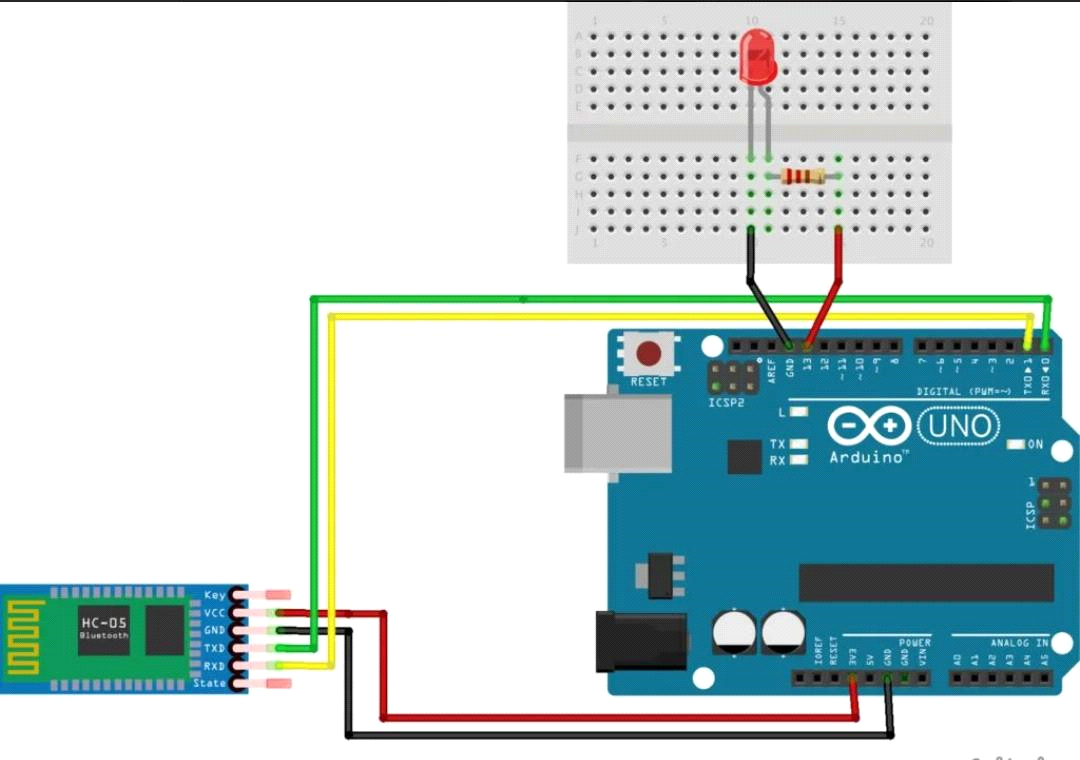 1 5 10 15 20
A
B
C
D
E
F
G
H
I
J
1 5 20
RESET
AREF
GND
13
12
~11
~10
~9
8
7
~6
~5
4
~3
2
TX0▶1
RX0◀0
ICSP2
DIGITAL (PWM=~)
L
TX
RX
UNO
Arduino™
ON
1
ICSP
Key
VCC
GND
TXD
RXD
State
HC-05
Bluetooth
POWER
ANALOG IN
IOREF
RESET
3V3
5V
GND
GND
VIN
A0
A1
A2
A3
A4
A5